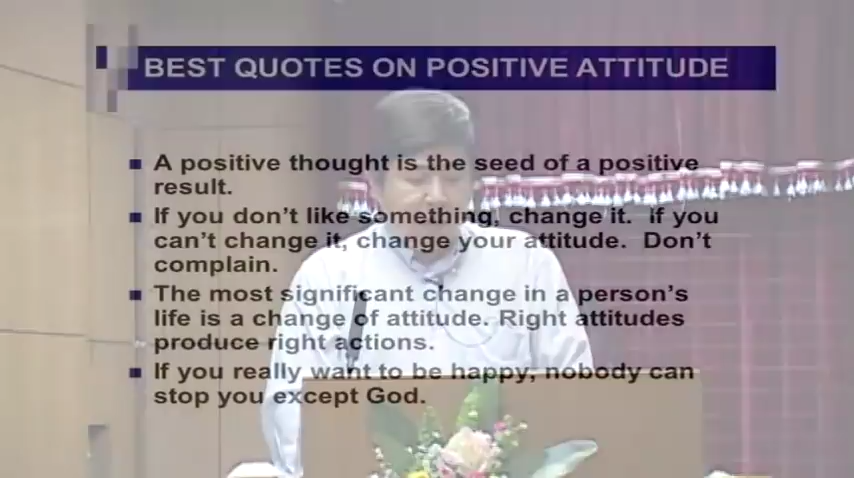 BEST QUOTES ON POSITIVE ATTITUDE
A positive thought is the seed of a positive
result.
If you don't like something, change it. If you
can't change it, change your attitude. Don't
complain.
The most significant change in a person's
life is a change of attitude. Right attitudes
produce right actions.
If you really want to be happy, nobody can
stop you except God.